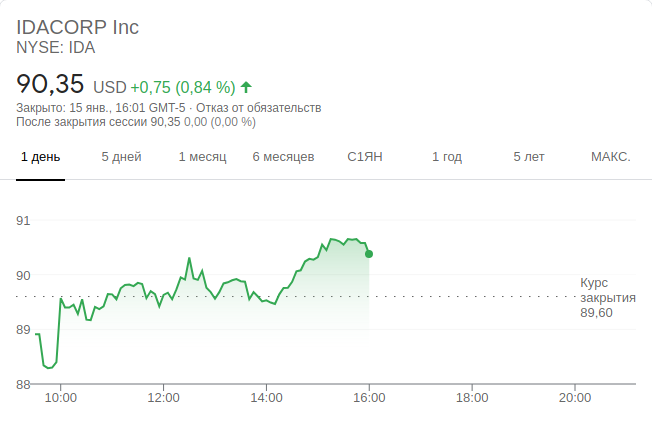 IDACORP Inc
NYSE: IDA
90,35 USD +0,75 (0,84 %)
Закрыто: 15 янв., 16:01 GMT-5 · Отказ от обязательств
После закрытия сессии 90,35 0,00 (0,00 %)
1 день 5 дней 1 месяц 6 месяцев С1ЯН 1 год 5 лет МАКС.
91
90
Курс
закрытия
89,60
89
88
10:00 12:00 14:00 16:00 18:00 20:00